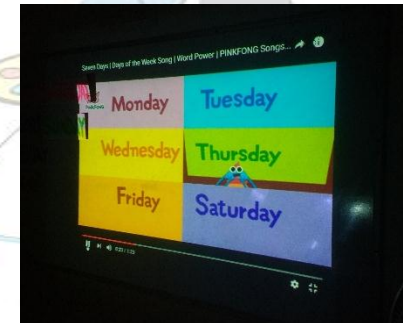 Seven Days | Days of the Week Song | Word Power | PINKFONG Songs...
Monday
Tuesday
Wednesday
Thursday
Friday
Saturday